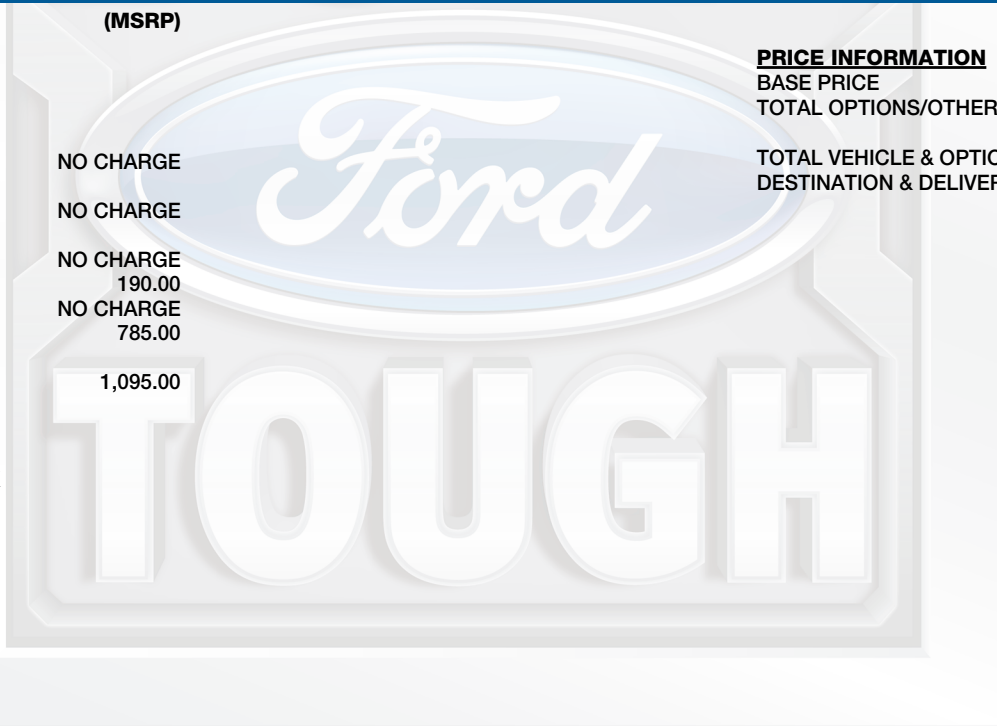 (MSRP)
NO CHARGE
NO CHARGE
NO CHARGE
190.00
NO CHARGE
785.00
1,095.00
PRICE INFORMATION
BASE PRICE
TOTAL OPTIONS/OTHER
TOTAL VEHICLE & OPTIO
DESTINATION & DELIVER
Ford
TOUGH